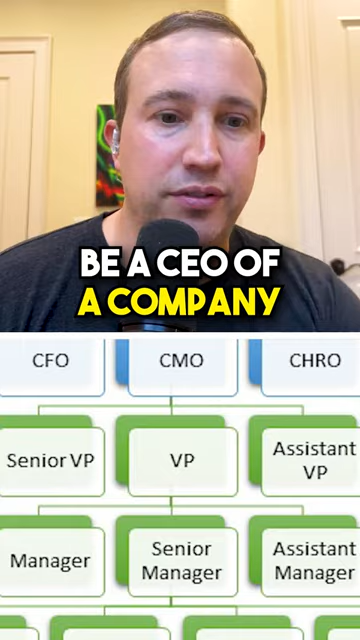 BE A CEO OF
A COMPANY
CFO
CMO
CHRO
Senior VP
VP
Assistant
VP
Manager
Senior
Manager
Assistant
Manager